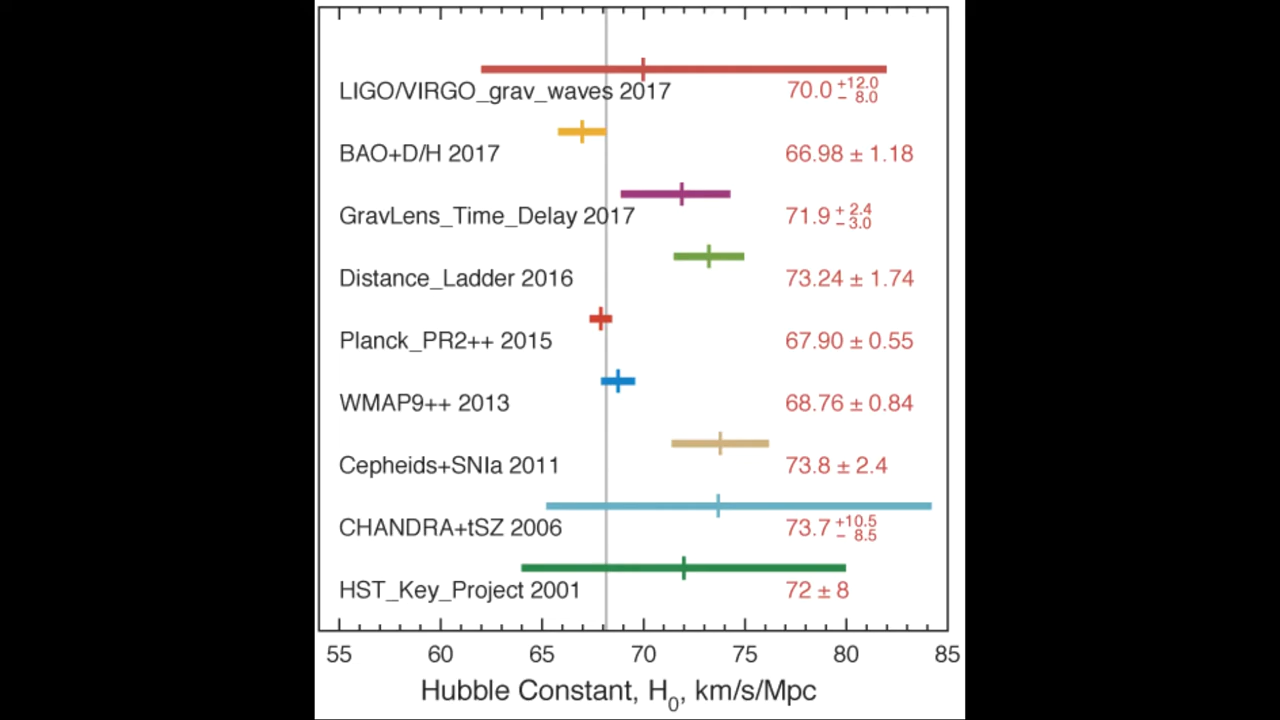 LIGO/VIRGO_grav_waves 2017 70.0 +12.0 − 8.0
BAO+D/H 2017 66.98 ± 1.18
GravLens_Time_Delay 2017 71.9 + 2.4 − 3.0
Distance_Ladder 2016 73.24 ± 1.74
Planck_PR2++ 2015 67.90 ± 0.55
WMAP9++ 2013 68.76 ± 0.84
Cepheids+SNIa 2011 73.8 ± 2.4
CHANDRA+tSZ 2006 73.7 +10.5 − 8.5
HST_Key_Project 2001 72 ± 8
55 60 65 70 75 80 85
Hubble Constant, H₀, km/s/Mpc